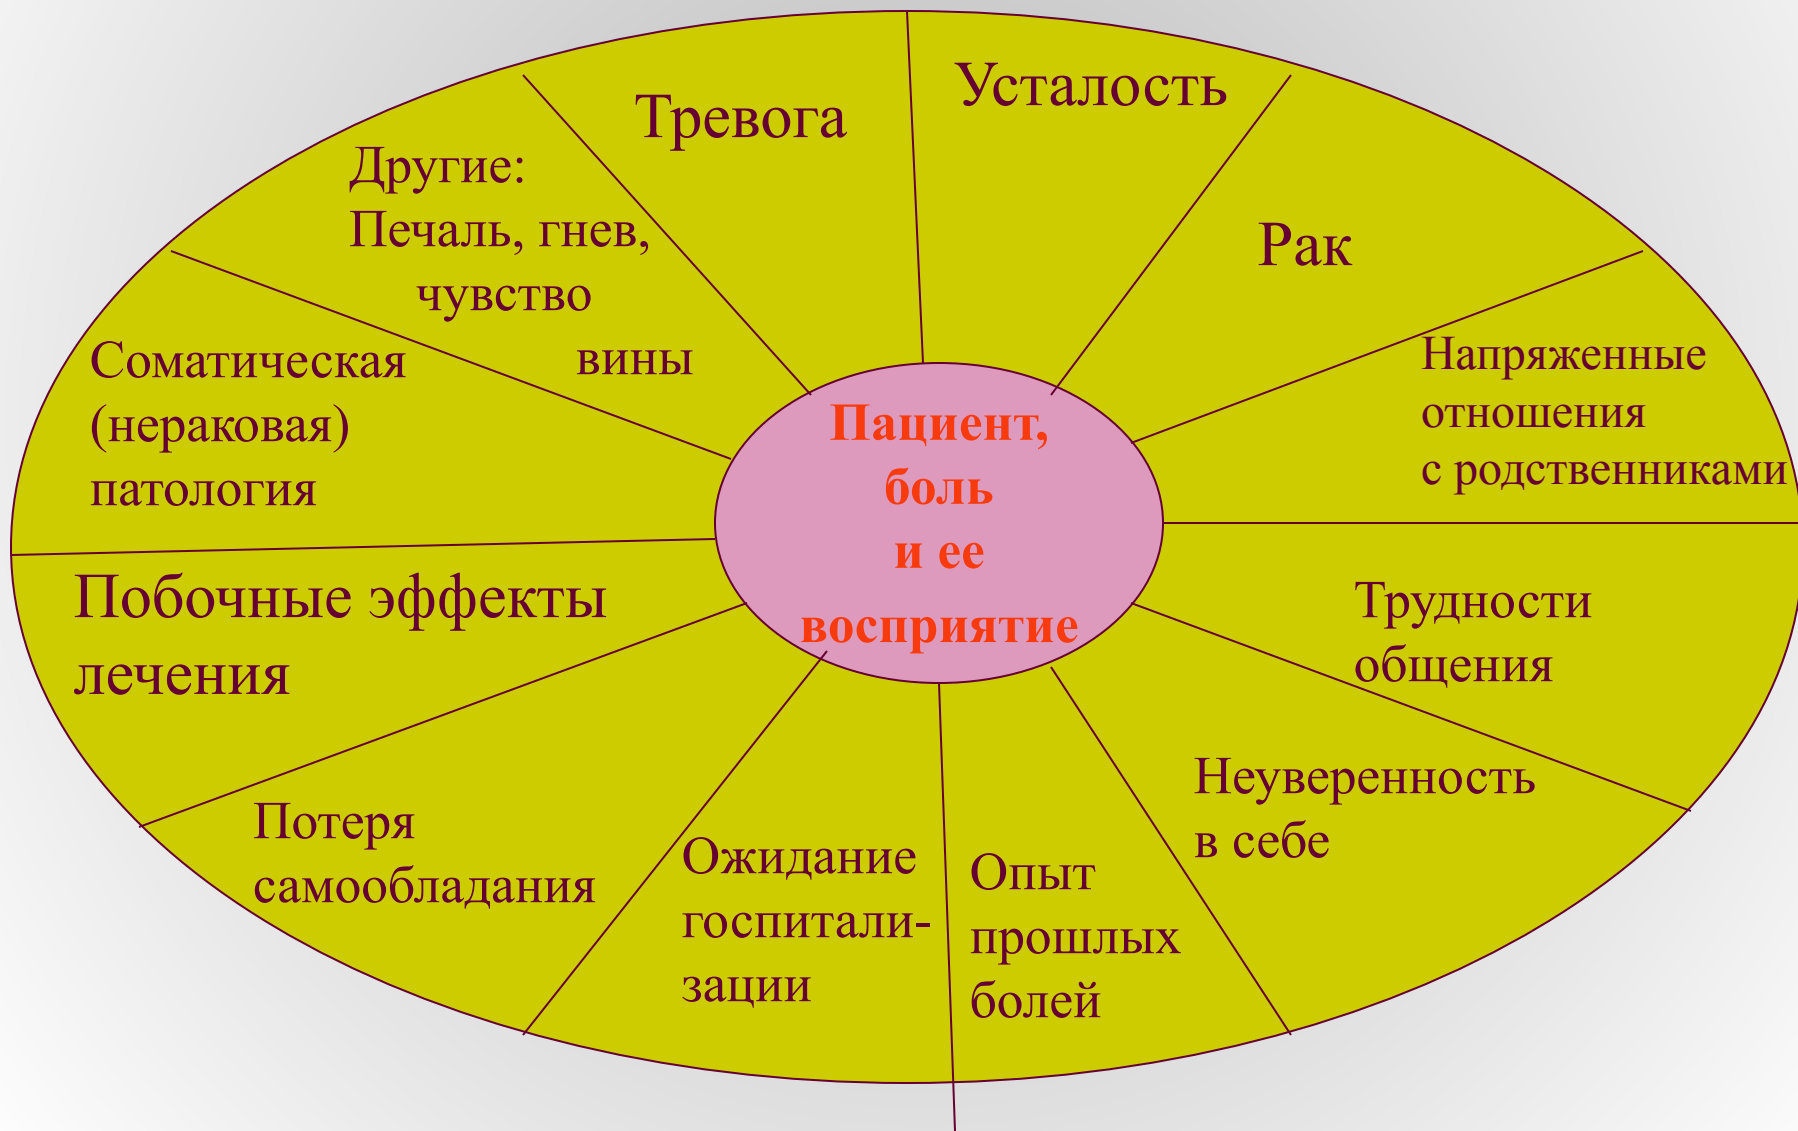 Усталость
Тревога
Другие:
Печаль, гнев,
чувство
вины
Рак
Соматическая
(нераковая)
патология
Напряженные
отношения
с родственниками
Пациент,
боль
и ее
восприятие
Побочные эффекты
лечения
Трудности
общения
Неуверенность
в себе
Потеря
самообладания
Ожидание
госпитали-
зации
Опыт
прошлых
болей